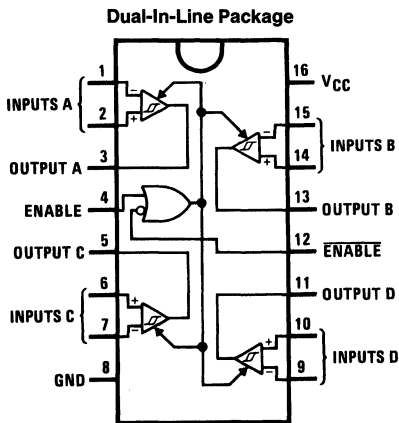 Dual-In-Line Package
1
INPUTS A
2
3
OUTPUT A
4
ENABLE
5
OUTPUT C
6
INPUTS C
7
8
GND
16
VCC
15
INPUTS B
14
13
OUTPUT B
12
ENABLE
11
OUTPUT D
10
INPUTS D
9
− + − + + − + −